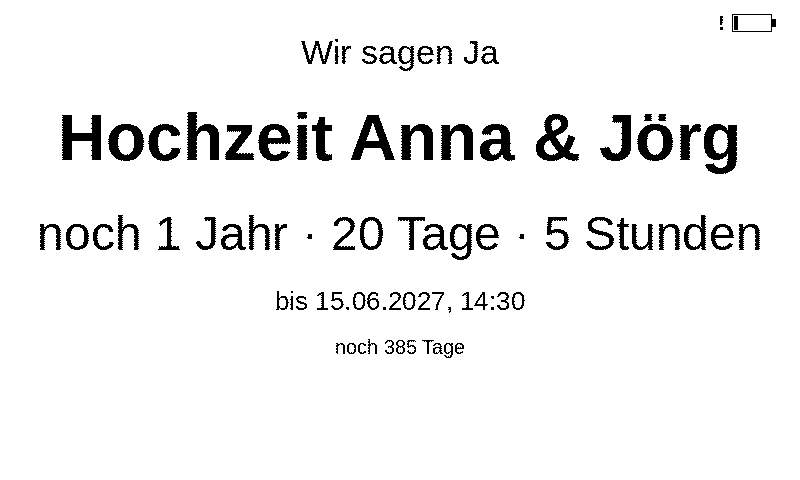 !
Wir sagen Ja
Hochzeit Anna & Jörg
noch 1 Jahr · 20 Tage · 5 Stunden
bis 15.06.2027, 14:30
noch 385 Tage